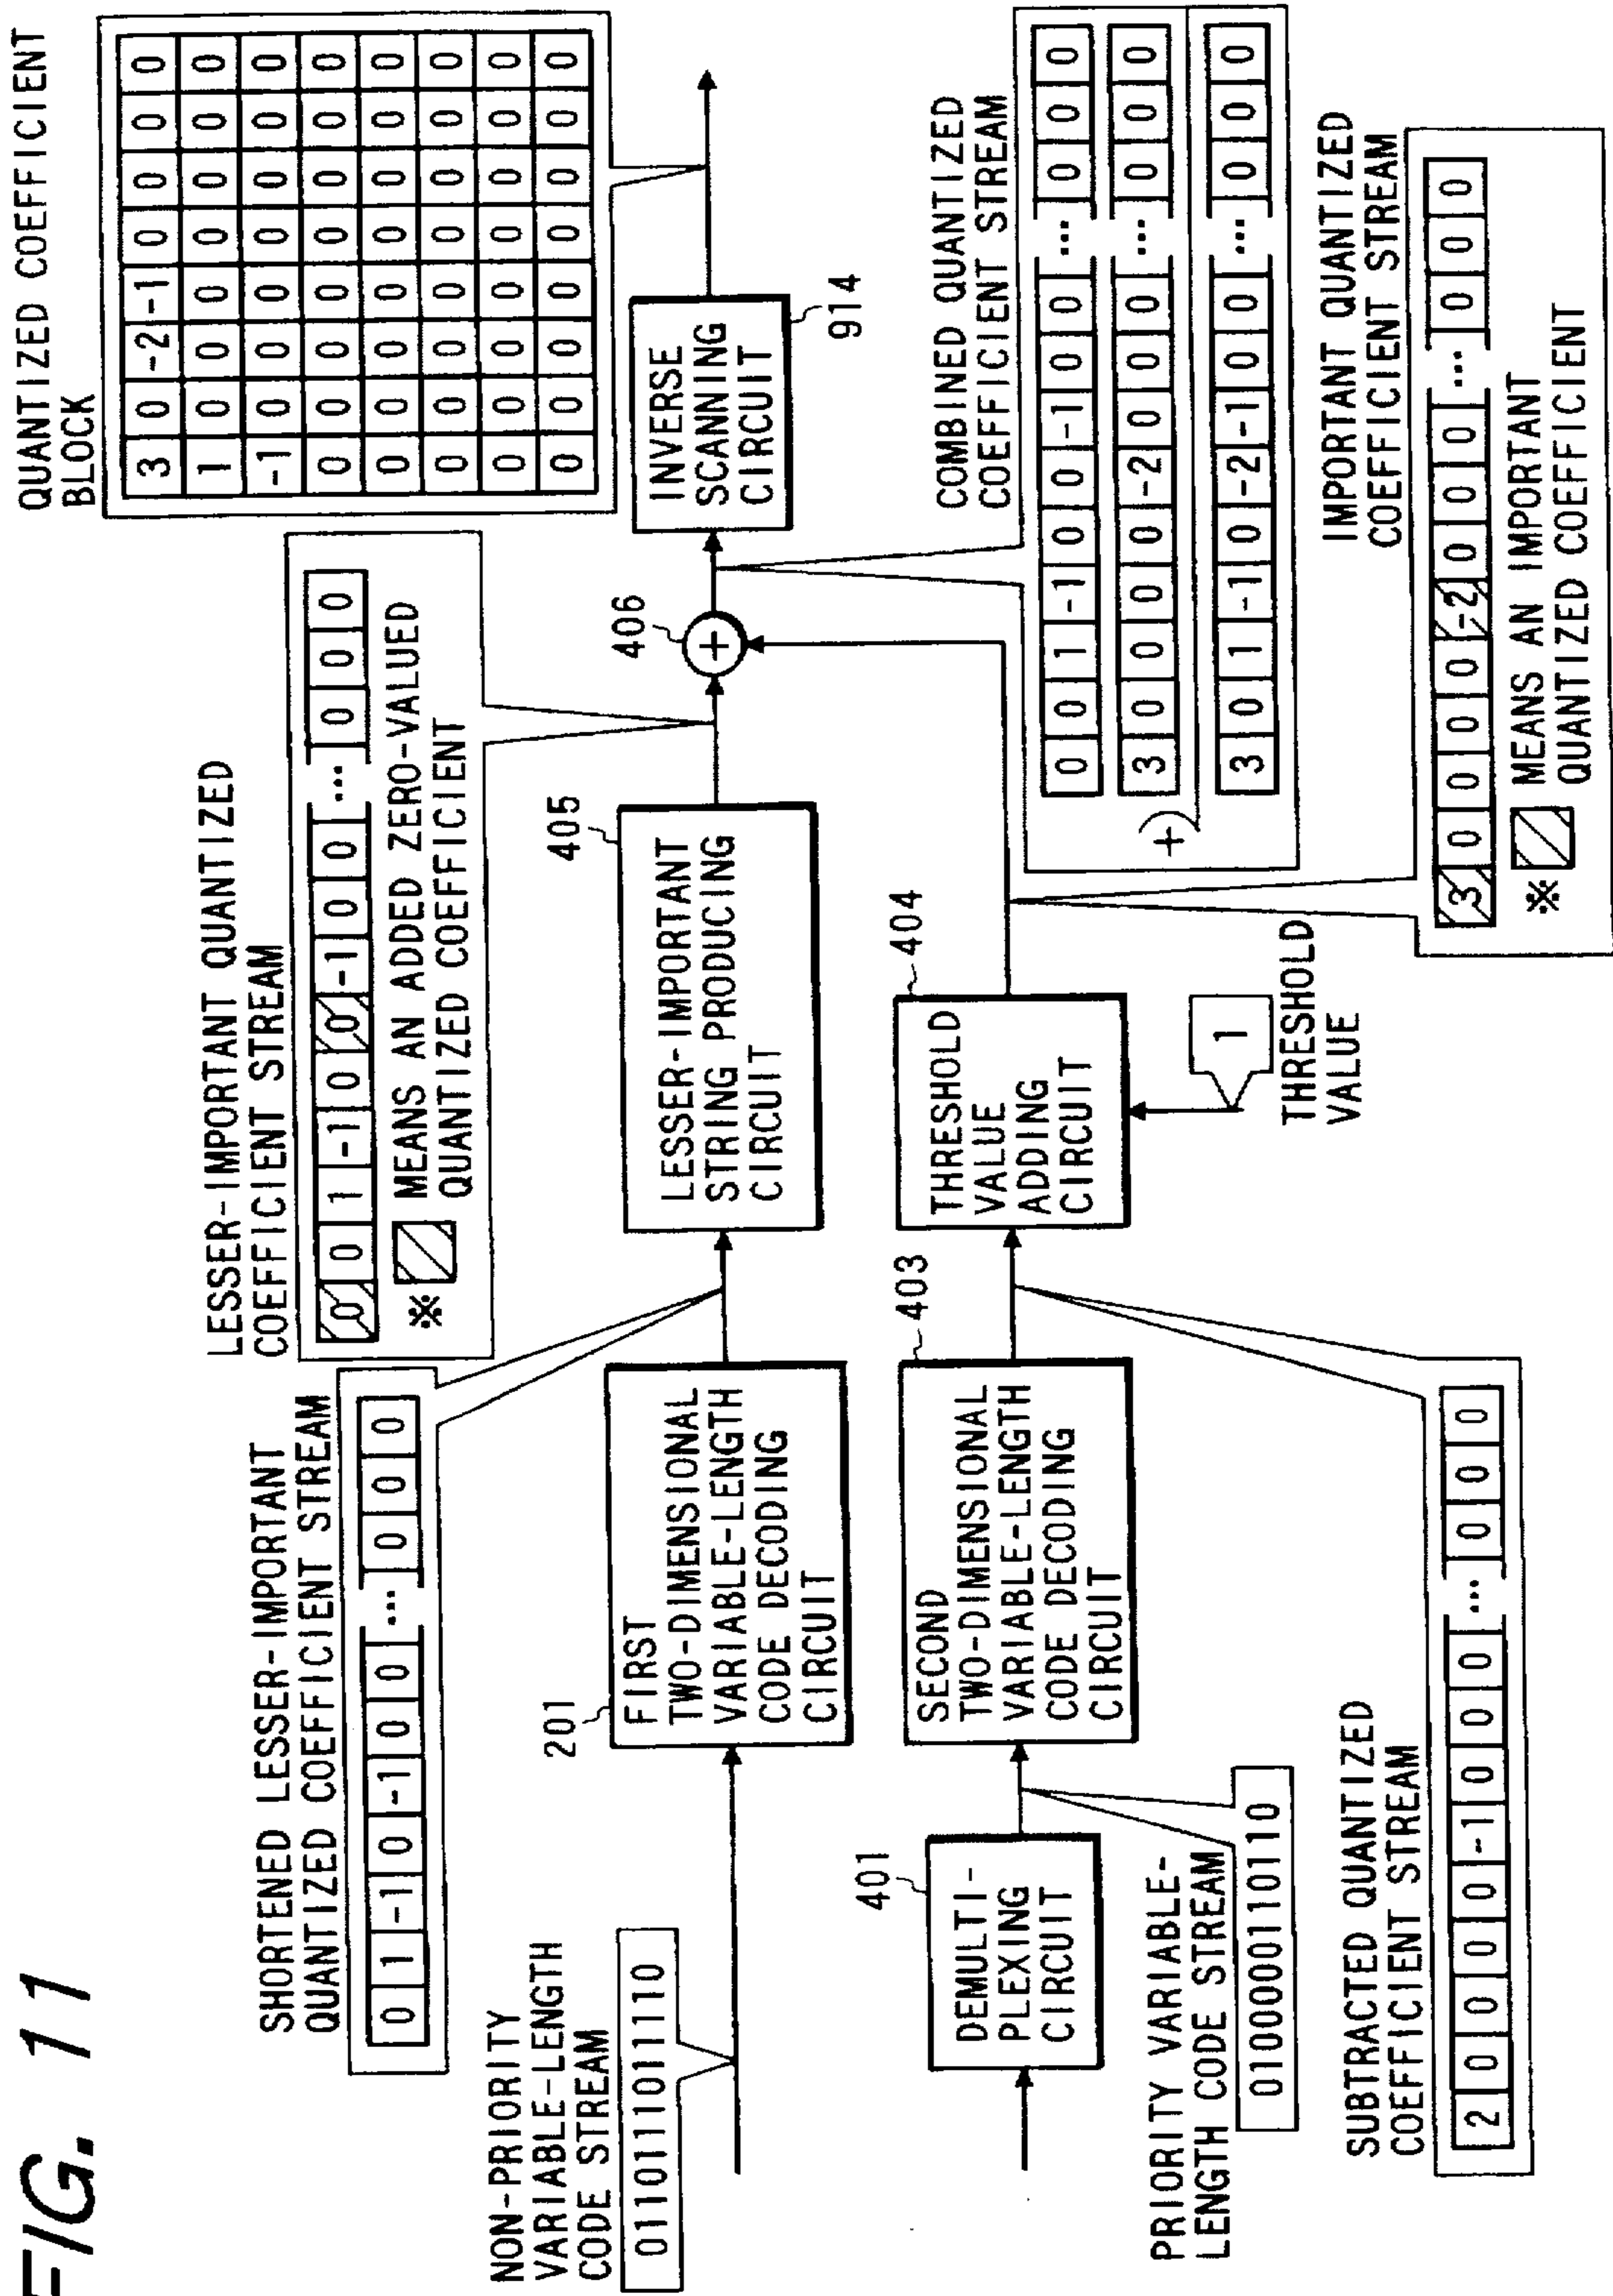 FIG. 11
SHORTENED LESSER-IMPORTANT
QUANTIZED COEFFICIENT STREAM
0 1 -1 0 -1 0 0 ... 0 0 0
LESSER-IMPORTANT QUANTIZED
COEFFICIENT STREAM
0 0 1 -1 0 0 -1 0 0 ... 0 0 0
※ MEANS AN ADDED ZERO-VALUED
QUANTIZED COEFFICIENT
QUANTIZED COEFFICIENT
BLOCK
3 0 -2 -1 0 0 0 0
1 0 0 0 0 0 0 0
-1 0 0 0 0 0 0 0
0 0 0 0 0 0 0 0
0 0 0 0 0 0 0 0
0 0 0 0 0 0 0 0
0 0 0 0 0 0 0 0
0 0 0 0 0 0 0 0
NON-PRIORITY
VARIABLE-LENGTH
CODE STREAM
0110111011110
201
FIRST
TWO-DIMENSIONAL
VARIABLE-LENGTH
CODE DECODING
CIRCUIT
405
LESSER-IMPORTANT
STRING PRODUCING
CIRCUIT
406
+
INVERSE
SCANNING
CIRCUIT
914
401
DEMULTI-
PLEXING
CIRCUIT
PRIORITY VARIABLE-
LENGTH CODE STREAM
0100000110110
403
SECOND
TWO-DIMENSIONAL
VARIABLE-LENGTH
CODE DECODING
CIRCUIT
404
THRESHOLD
VALUE
ADDING
CIRCUIT
1
THRESHOLD
VALUE
COMBINED QUANTIZED
COEFFICIENT STREAM
0 0 1 -1 0 0 -1 0 0 ... 0 0 0
+) 3 0 0 0 0 -2 0 0 0 ... 0 0 0
3 0 1 -1 0 -2 -1 0 0 ... 0 0 0
SUBTRACTED QUANTIZED
COEFFICIENT STREAM
2 0 0 0 0 -1 0 0 0 ... 0 0 0
IMPORTANT QUANTIZED
COEFFICIENT STREAM
3 0 0 0 0 -2 0 0 0 ... 0 0 0
※ MEANS AN IMPORTANT
QUANTIZED COEFFICIENT